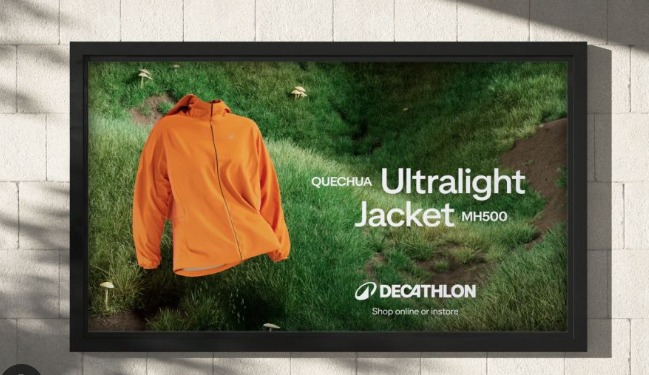 QUECHUA Ultralight
Jacket MH500
DECATHLON
Shop online or instore